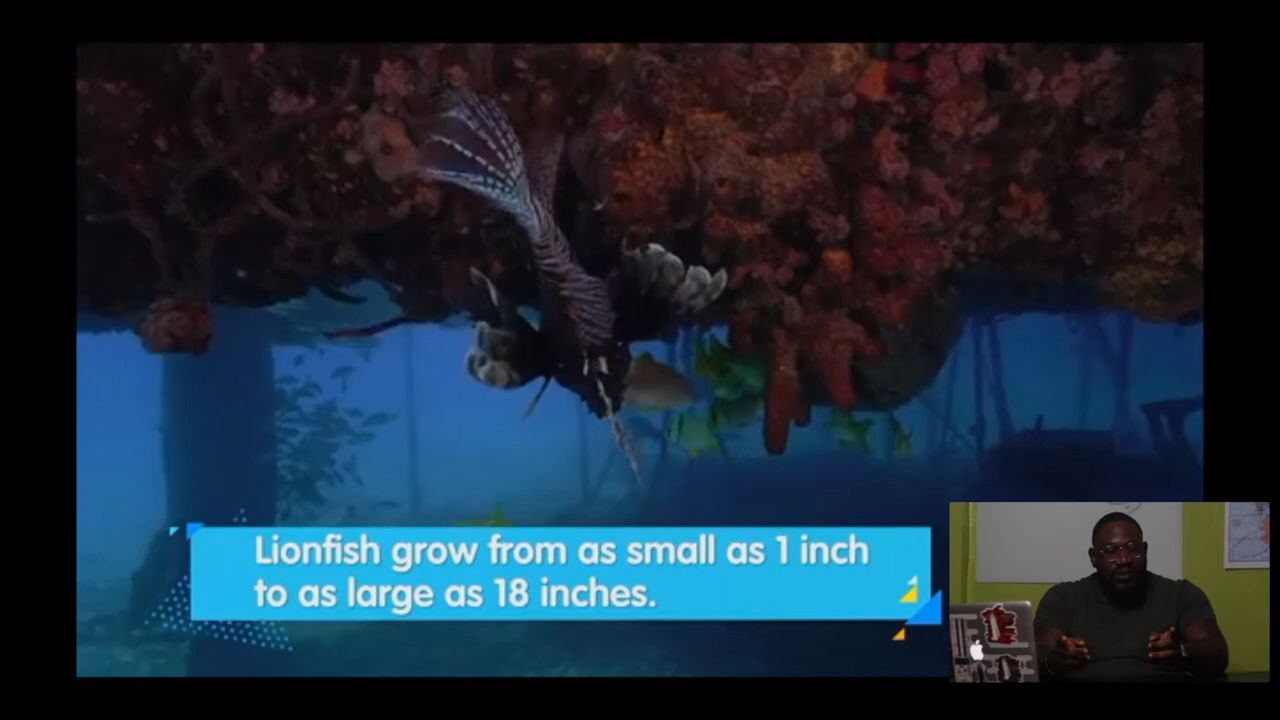 Lionfish grow from as small as 1 inch
to as large as 18 inches.